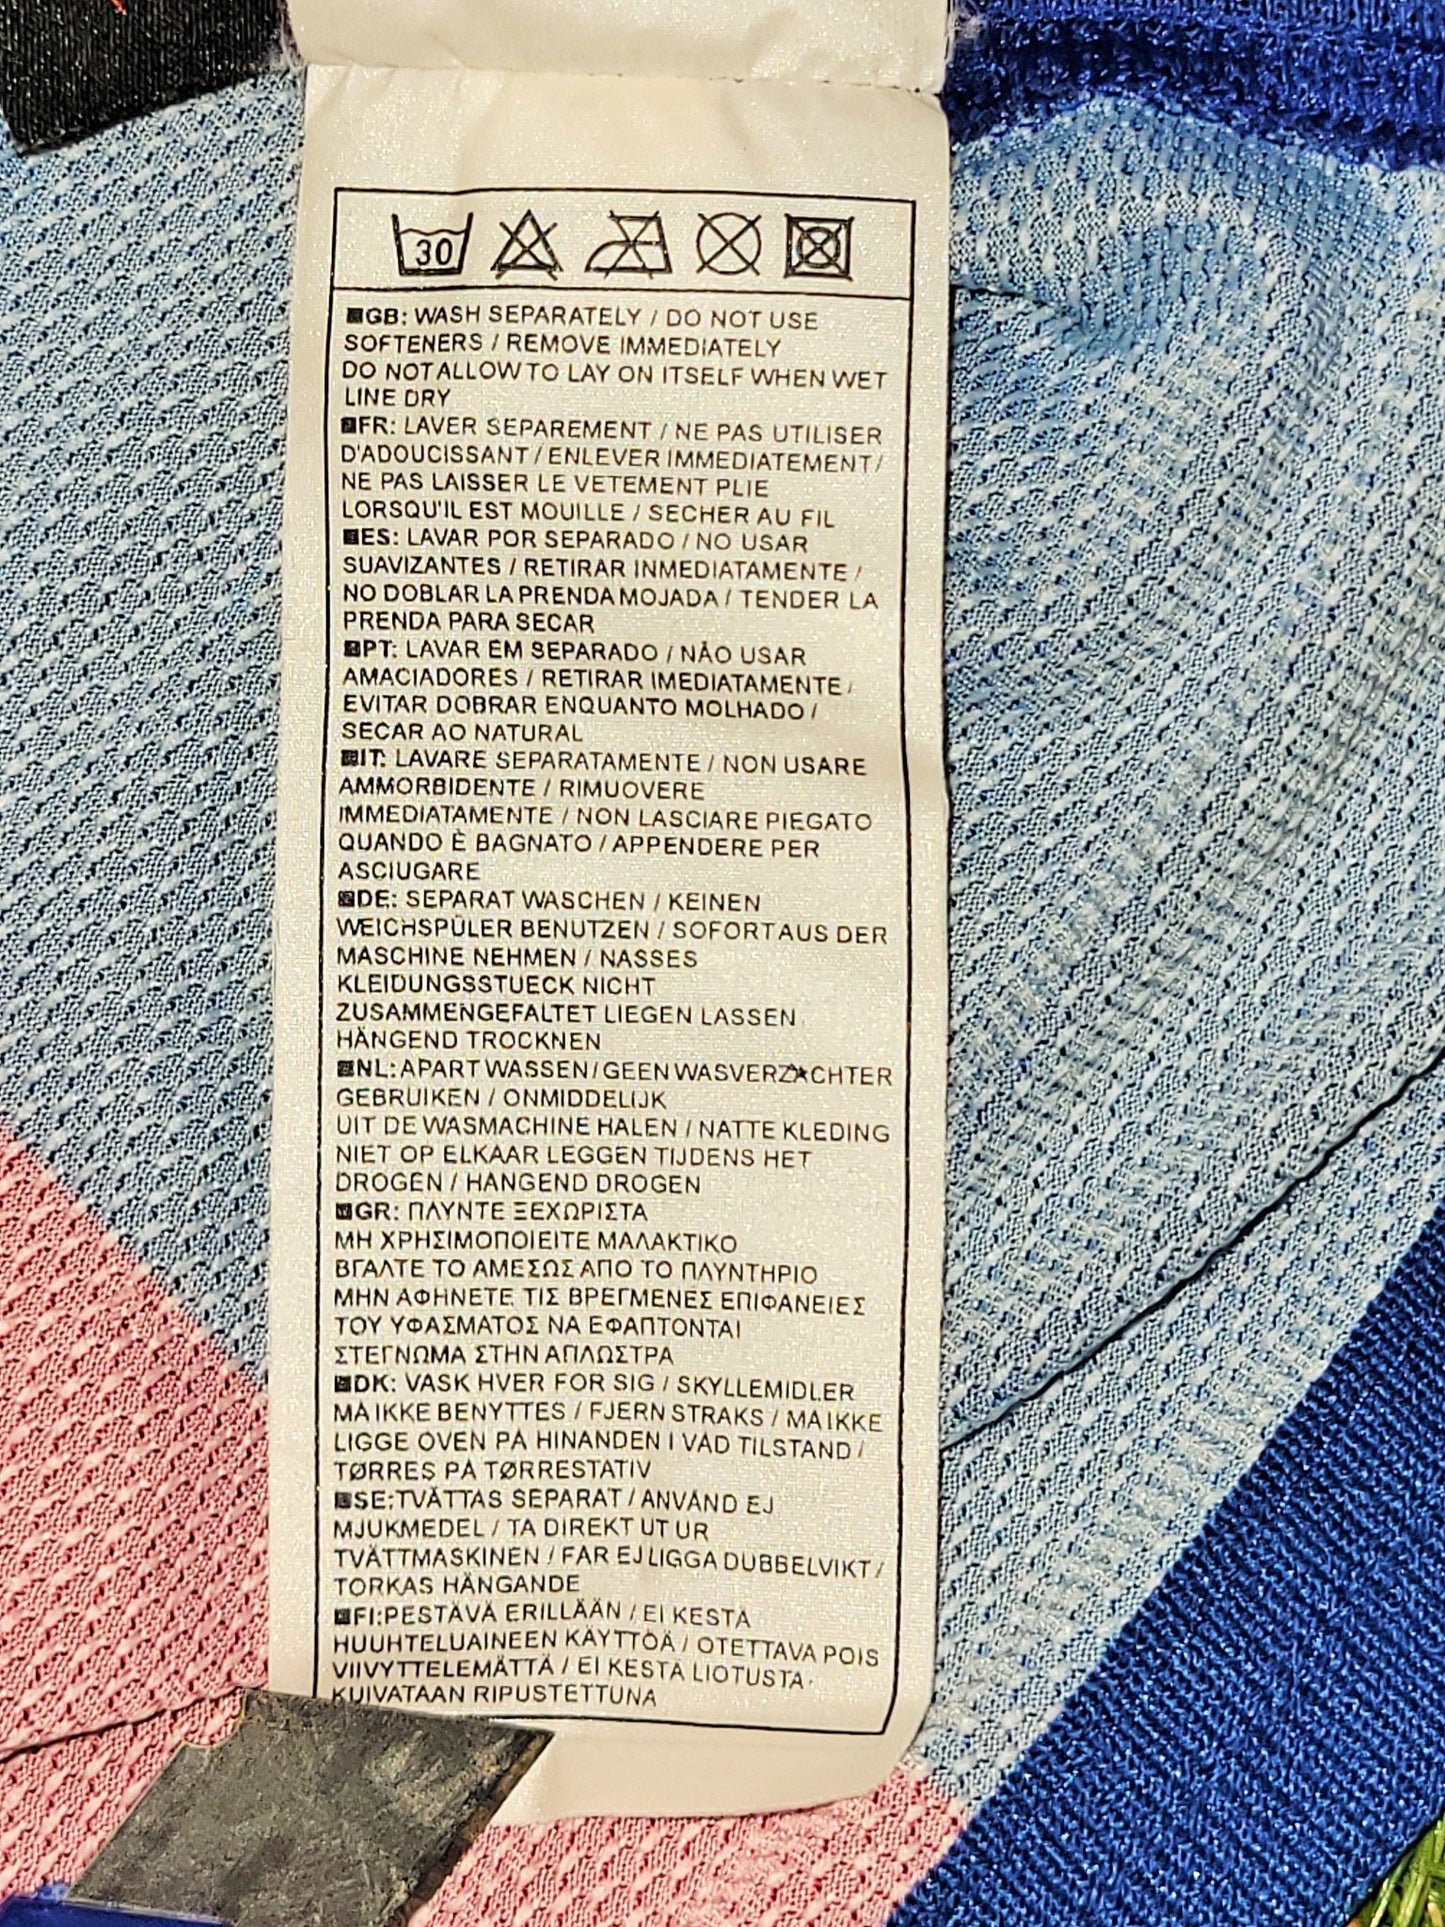 30
GB: WASH SEPARATELY / DO NOT USE
SOFTENERS / REMOVE IMMEDIATELY
DO NOT ALLOW TO LAY ON ITSELF WHEN WET
LINE DRY
FR: LAVER SEPAREMENT / NE PAS UTILISER
D'ADOUCISSANT / ENLEVER IMMEDIATEMENT /
NE PAS LAISSER LE VETEMENT PLIE
LORSQU'IL EST MOUILLE / SECHER AU FIL
ES: LAVAR POR SEPARADO / NO USAR
SUAVIZANTES / RETIRAR INMEDIATAMENTE /
NO DOBLAR LA PRENDA MOJADA / TENDER LA
PRENDA PARA SECAR
PT: LAVAR EM SEPARADO / NÃO USAR
AMACIADORES / RETIRAR IMEDIATAMENTE /
EVITAR DOBRAR ENQUANTO MOLHADO /
SECAR AO NATURAL
IT: LAVARE SEPARATAMENTE / NON USARE
AMMORBIDENTE / RIMUOVERE
IMMEDIATAMENTE / NON LASCIARE PIEGATO
QUANDO È BAGNATO / APPENDERE PER
ASCIUGARE
DE: SEPARAT WASCHEN / KEINEN
WEICHSPÜLER BENUTZEN / SOFORT AUS DER
MASCHINE NEHMEN / NASSES
KLEIDUNGSSTUECK NICHT
ZUSAMMENGEFALTET LIEGEN LASSEN
HÄNGEND TROCKNEN
NL: APART WASSEN / GEEN WASVERZACHTER
GEBRUIKEN / ONMIDDELIJK
UIT DE WASMACHINE HALEN / NATTE KLEDING
NIET OP ELKAAR LEGGEN TIJDENS HET
DROGEN / HANGEND DROGEN
GR: ΠΛΥΝΤΕ ΞΕΧΩΡΙΣΤΑ
ΜΗ ΧΡΗΣΙΜΟΠΟΙΕΙΤΕ ΜΑΛΑΚΤΙΚΟ
ΒΓΑΛΤΕ ΤΟ ΑΜΕΣΩΣ ΑΠΟ ΤΟ ΠΛΥΝΤΗΡΙΟ
ΜΗΝ ΑΦΗΝΕΤΕ ΤΙΣ ΒΡΕΓΜΕΝΕΣ ΕΠΙΦΑΝΕΙΕΣ
ΤΟΥ ΥΦΑΣΜΑΤΟΣ ΝΑ ΕΦΑΠΤΟΝΤΑΙ
ΣΤΕΓΝΩΜΑ ΣΤΗΝ ΑΠΛΩΣΤΡΑ
DK: VASK HVER FOR SIG / SKYLLEMIDLER
MA IKKE BENYTTES / FJERN STRAKS / MA IKKE
LIGGE OVEN PÅ HINANDEN I VAD TILSTAND /
TØRRES PÅ TØRRESTATIV
SE: TVÄTTAS SEPARAT / ANVÄND EJ
MJUKMEDEL / TA DIREKT UT UR
TVÄTTMASKINEN / FAR EJ LIGGA DUBBELVIKT /
TORKAS HÄNGANDE
FI: PESTÄVÄ ERILLÄÄN / EI KESTÄ
HUUHTELUAINEEN KÄYTTÖÄ / OTETTAVA POIS
VIIVYTTELEMÄTTÄ / EI KESTÄ LIOTUSTA
KUIVATAAN RIPUSTETTUNA